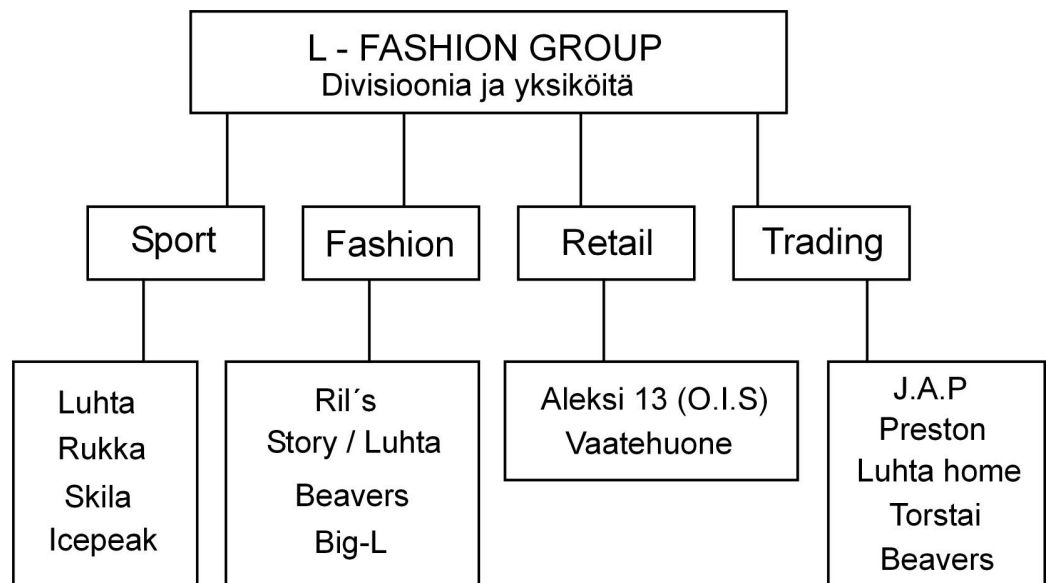 L - FASHION GROUP
Divisioonia ja yksiköitä
Sport
Fashion
Retail
Trading
Luhta
Rukka
Skila
Icepeak
Ril´s
Story / Luhta
Beavers
Big-L
Aleksi 13 (O.I.S)
Vaatehuone
J.A.P
Preston
Luhta home
Torstai
Beavers